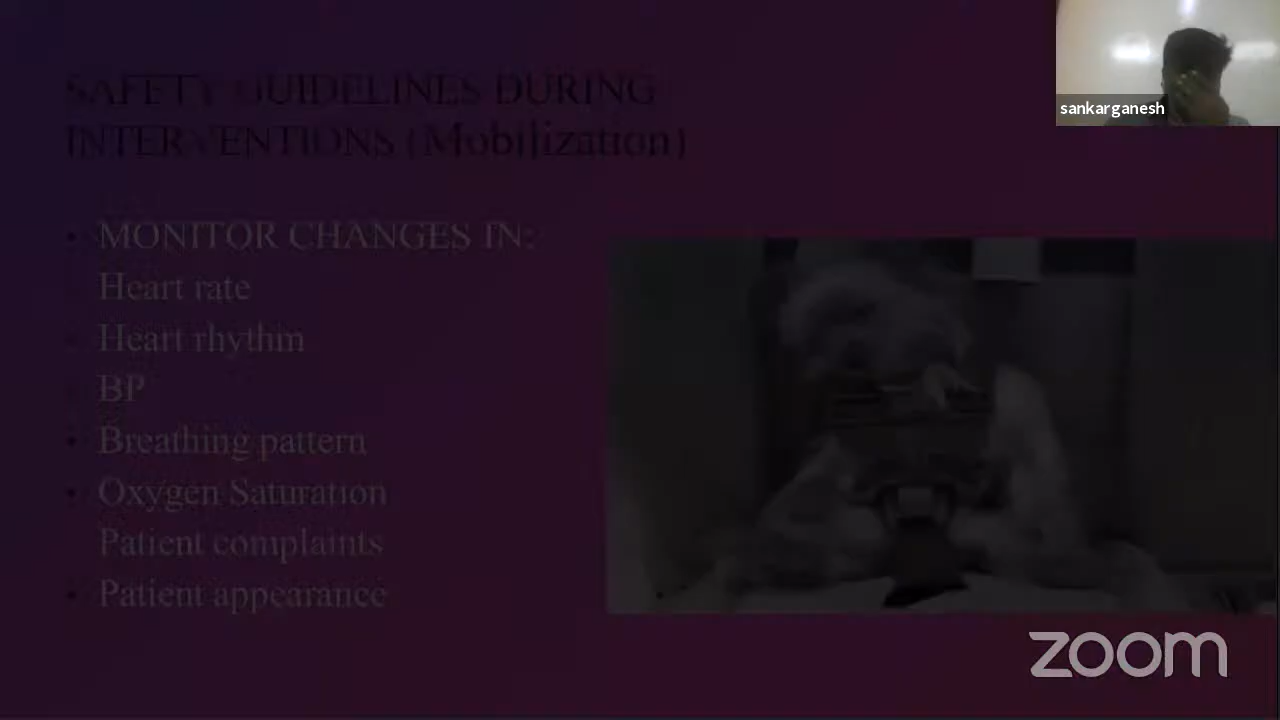 SAFETY GUIDELINES DURING
INTERVENTIONS (Mobilization)
• MONITOR CHANGES IN:
Heart rate
• Heart rhythm
BP
• Breathing pattern
• Oxygen Saturation
Patient complaints
• Patient appearance
sankarganesh
zoom